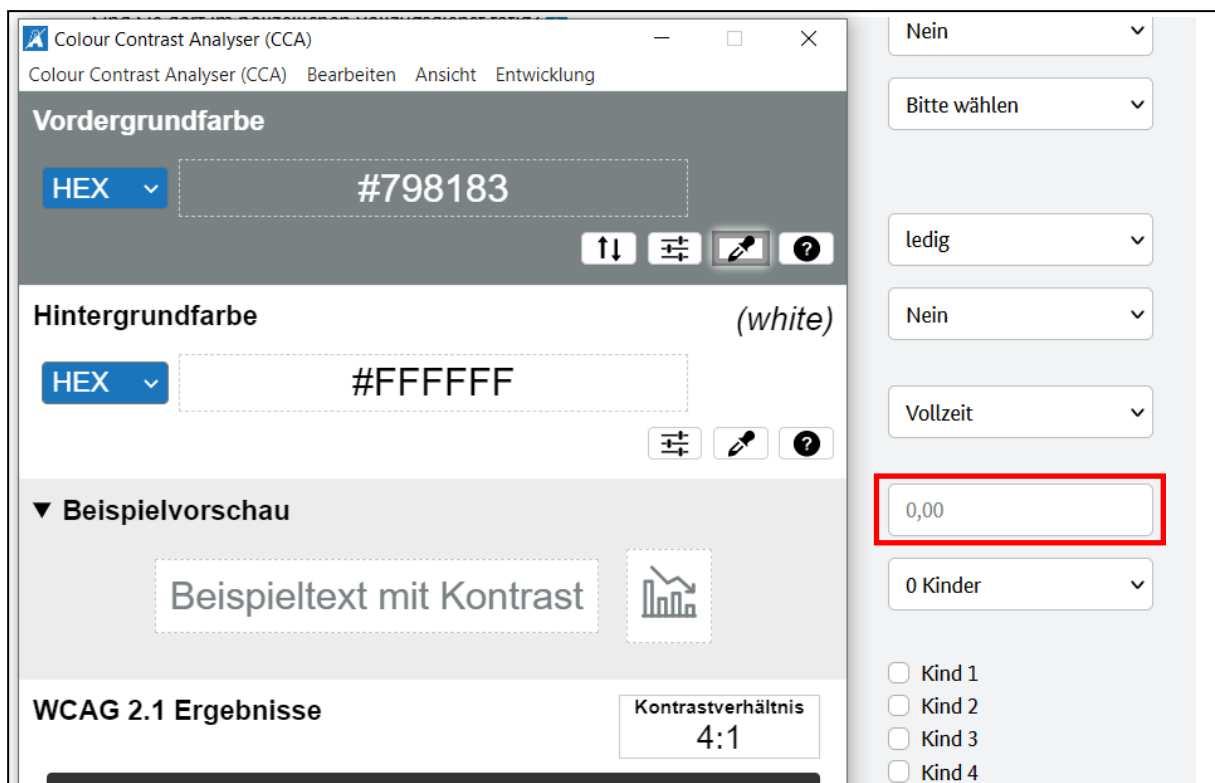 Colour Contrast Analyser (CCA)
Colour Contrast Analyser (CCA) Bearbeiten Ansicht Entwicklung
Vordergrundfarbe
HEX
#798183
?
Hintergrundfarbe
(white)
HEX
#FFFFFF
?
Beispielvorschau
Beispieltext mit Kontrast
WCAG 2.1 Ergebnisse
Kontrastverhältnis
4:1
Nein
Bitte wählen
ledig
Nein
Vollzeit
0,00
0 Kinder
Kind 1
Kind 2
Kind 3
Kind 4